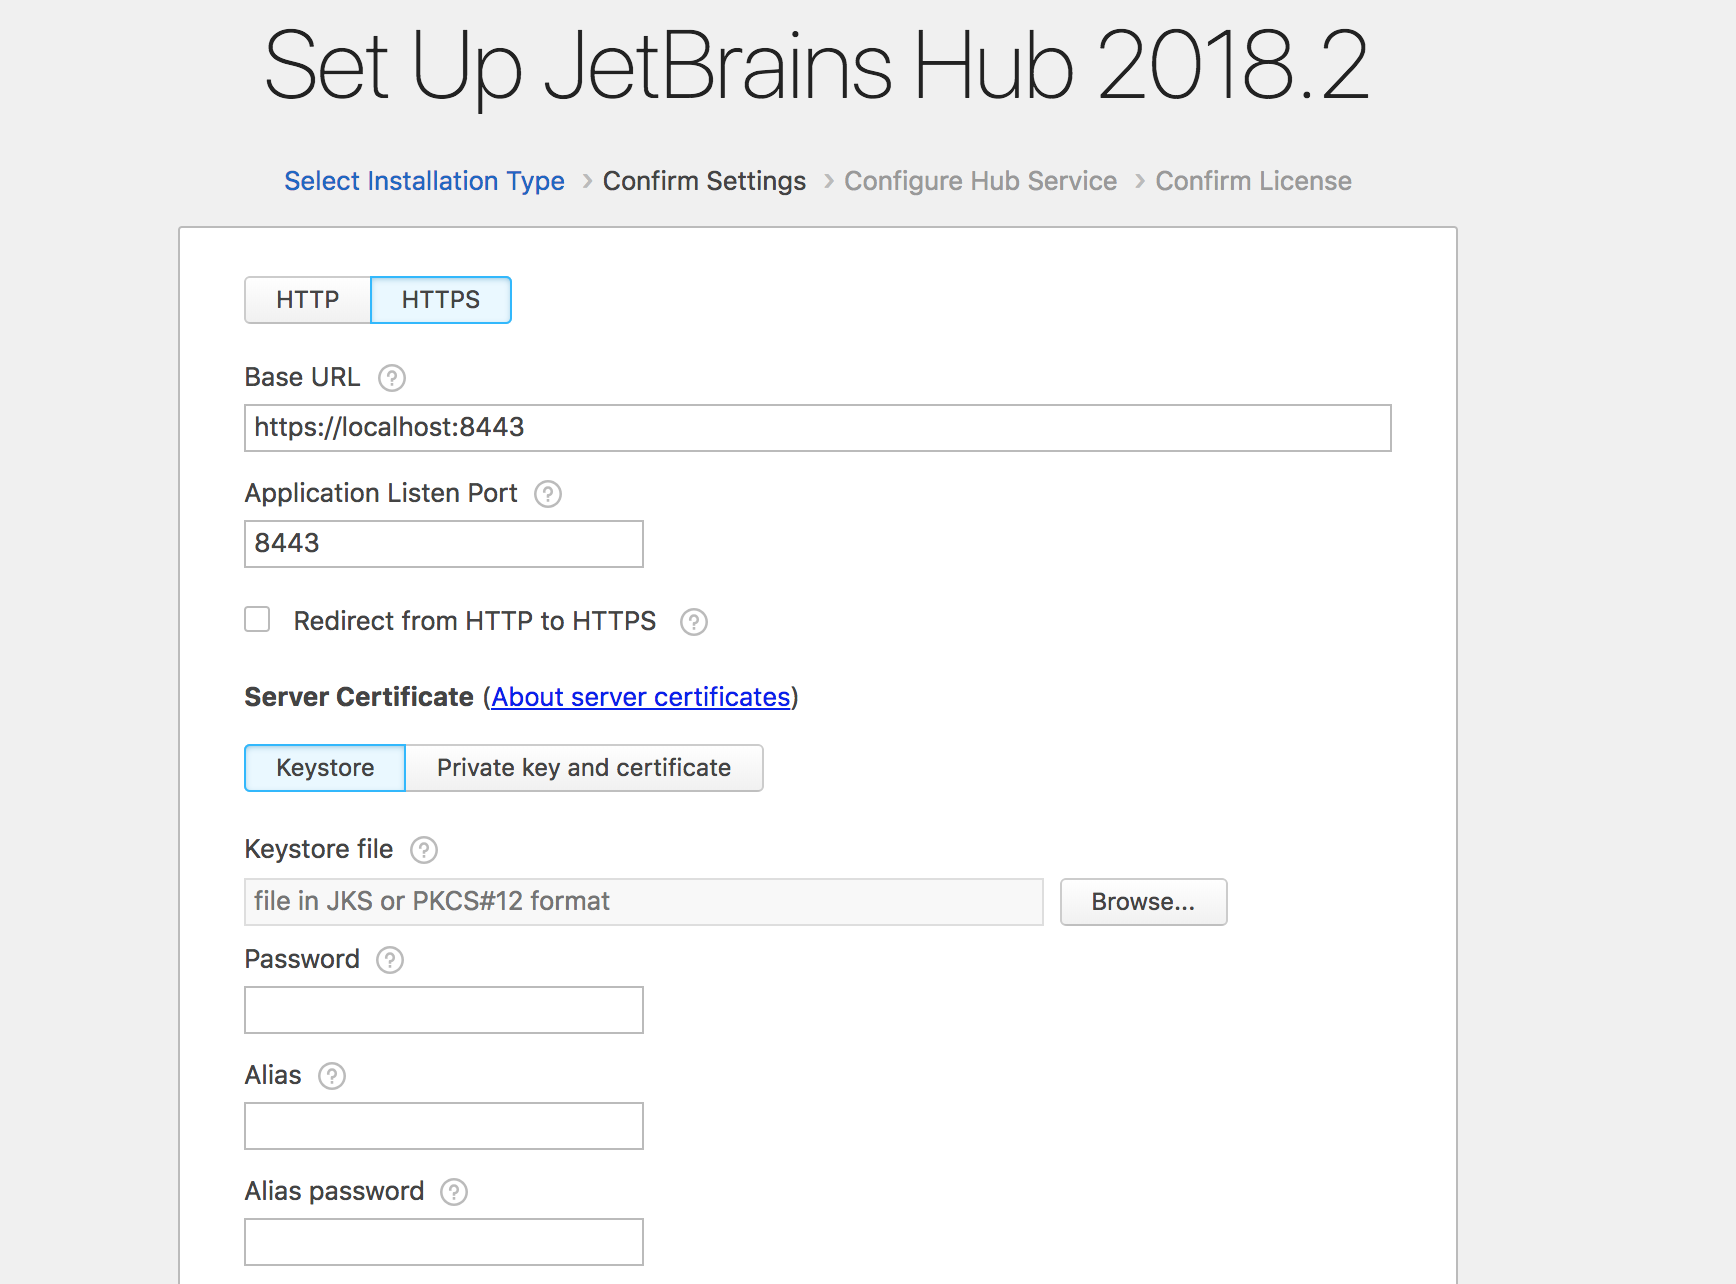 Set Up JetBrains Hub 2018.2
Select Installation Type > Confirm Settings > Configure Hub Service > Confirm License
HTTP HTTPS
Base URL ?
https://localhost:8443
Application Listen Port ?
8443
Redirect from HTTP to HTTPS ?
Server Certificate (About server certificates)
Keystore Private key and certificate
Keystore file ?
file in JKS or PKCS#12 format Browse...
Password ?
Alias ?
Alias password ?